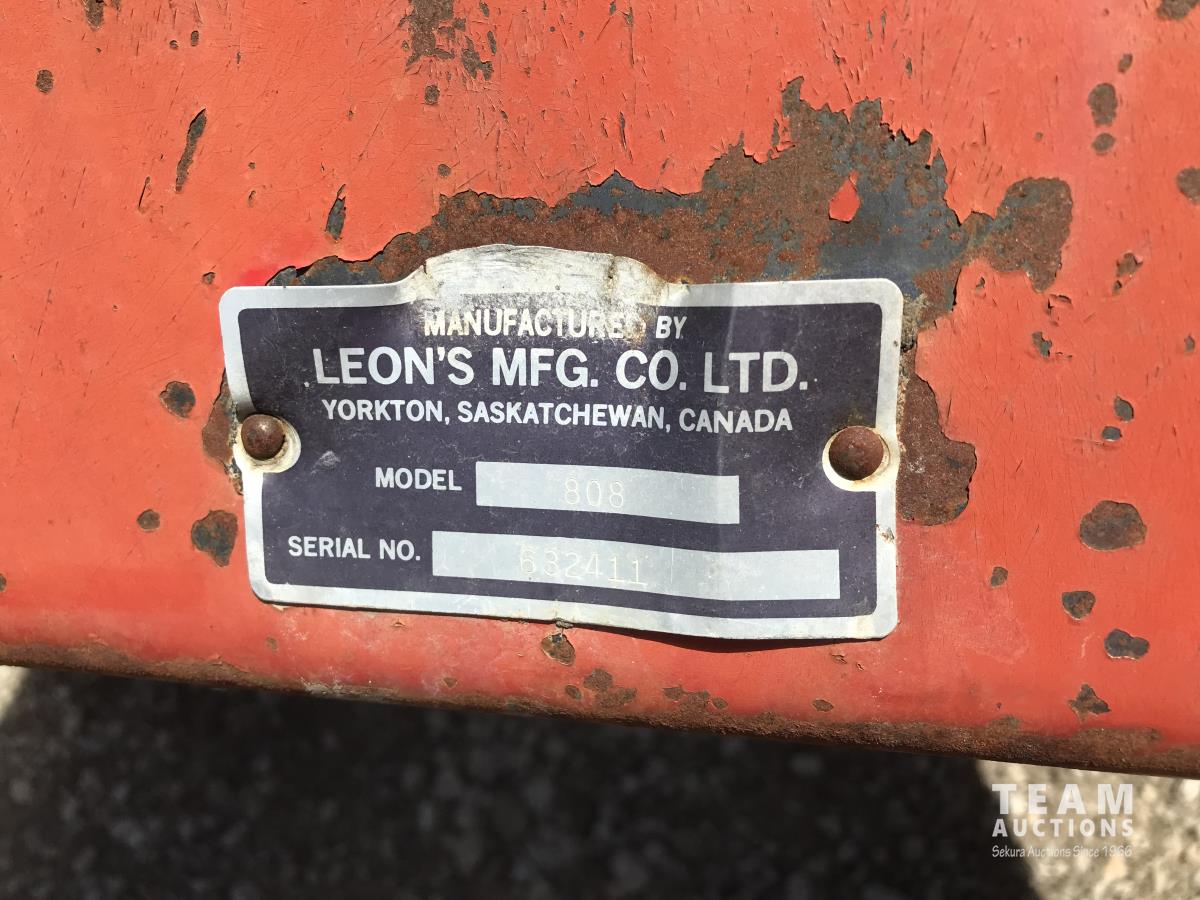 MANUFACTURED BY
LEON'S MFG. CO. LTD.
YORKTON, SASKATCHEWAN, CANADA
MODEL 808
SERIAL NO. 632411
TEAM
AUCTIONS
Sekura Auctions Since 1966